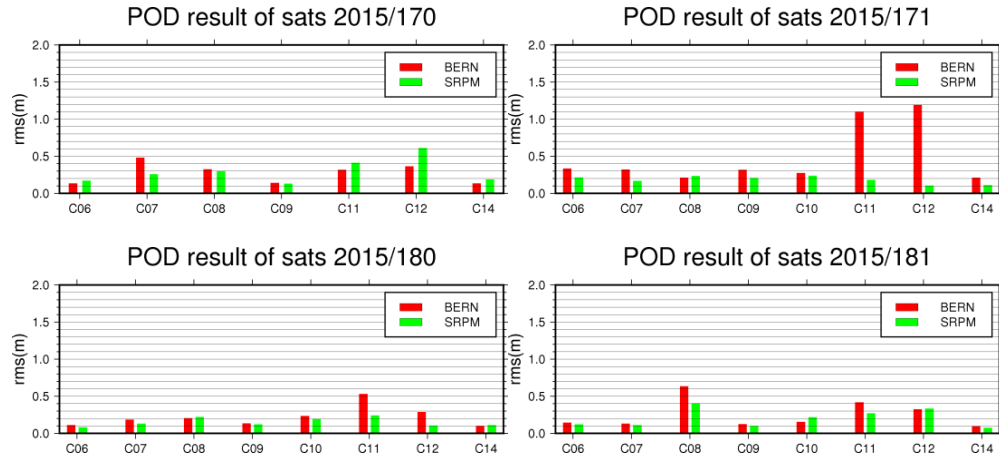 POD result of sats 2015/170
rms(m)
2.0
1.5
1.0
0.5
0.0
BERN
SRPM
C06 C07 C08 C09 C11 C12 C14
POD result of sats 2015/171
rms(m)
2.0
1.5
1.0
0.5
0.0
BERN
SRPM
C06 C07 C08 C09 C10 C11 C12 C14
POD result of sats 2015/180
rms(m)
2.0
1.5
1.0
0.5
0.0
BERN
SRPM
C06 C07 C08 C09 C10 C11 C12 C14
POD result of sats 2015/181
rms(m)
2.0
1.5
1.0
0.5
0.0
BERN
SRPM
C06 C07 C08 C09 C10 C11 C12 C14